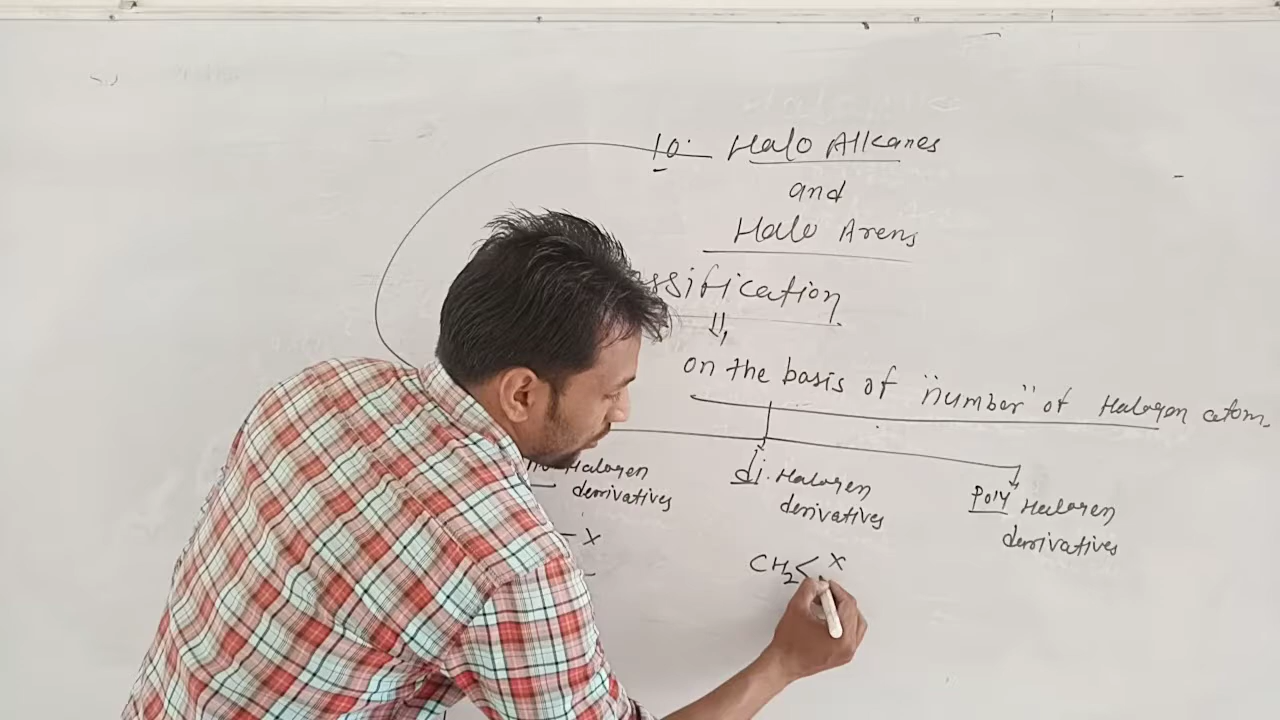 10. Halo Alkanes
and
Halo Arens
ssification
on the basis of "number" of Halogen atom.
Halogen derivatives
di. Halogen derivatives
Poly Halogen derivatives
- X
CH2 < X